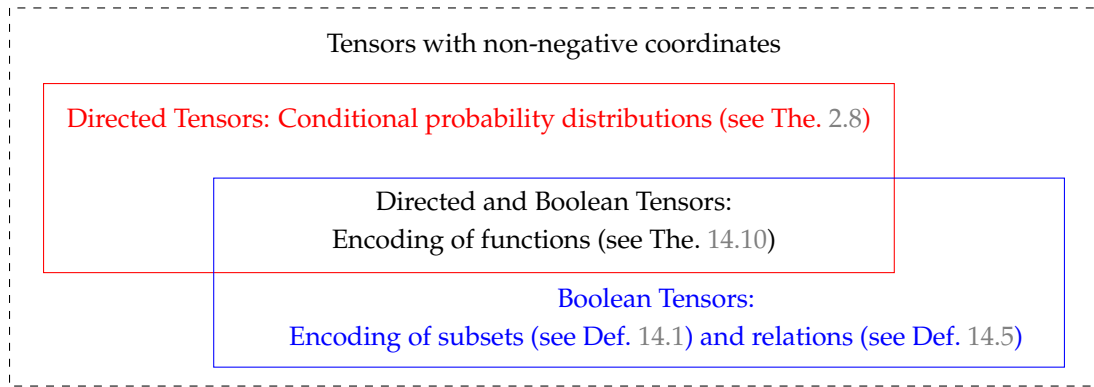 Tensors with non-negative coordinates
Directed Tensors: Conditional probability distributions (see The. 2.8)
Directed and Boolean Tensors:
Encoding of functions (see The. 14.10)
Boolean Tensors:
Encoding of subsets (see Def. 14.1) and relations (see Def. 14.5)